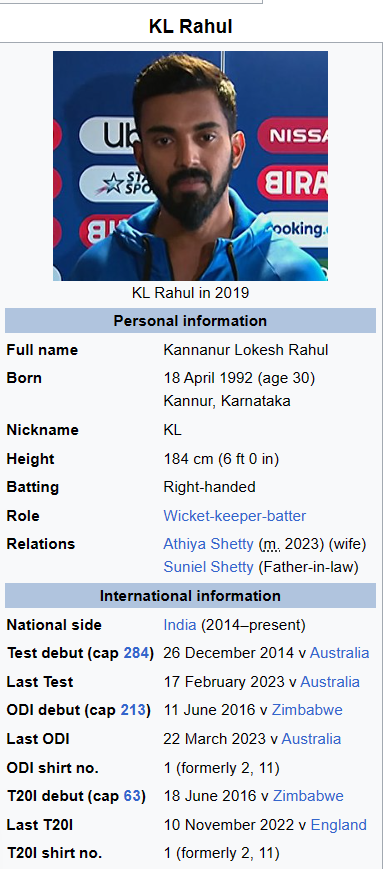 KL Rahul
Ub
NISSA
STA
SPO
BIRA
B
ooking.
KL Rahul in 2019
Personal information
Full name Kannanur Lokesh Rahul
Born 18 April 1992 (age 30)
Kannur, Karnataka
Nickname KL
Height 184 cm (6 ft 0 in)
Batting Right-handed
Role Wicket-keeper-batter
Relations Athiya Shetty (m. 2023) (wife)
Suniel Shetty (Father-in-law)
International information
National side India (2014–present)
Test debut (cap 284) 26 December 2014 v Australia
Last Test 17 February 2023 v Australia
ODI debut (cap 213) 11 June 2016 v Zimbabwe
Last ODI 22 March 2023 v Australia
ODI shirt no. 1 (formerly 2, 11)
T20I debut (cap 63) 18 June 2016 v Zimbabwe
Last T20I 10 November 2022 v England
T20I shirt no. 1 (formerly 2, 11)